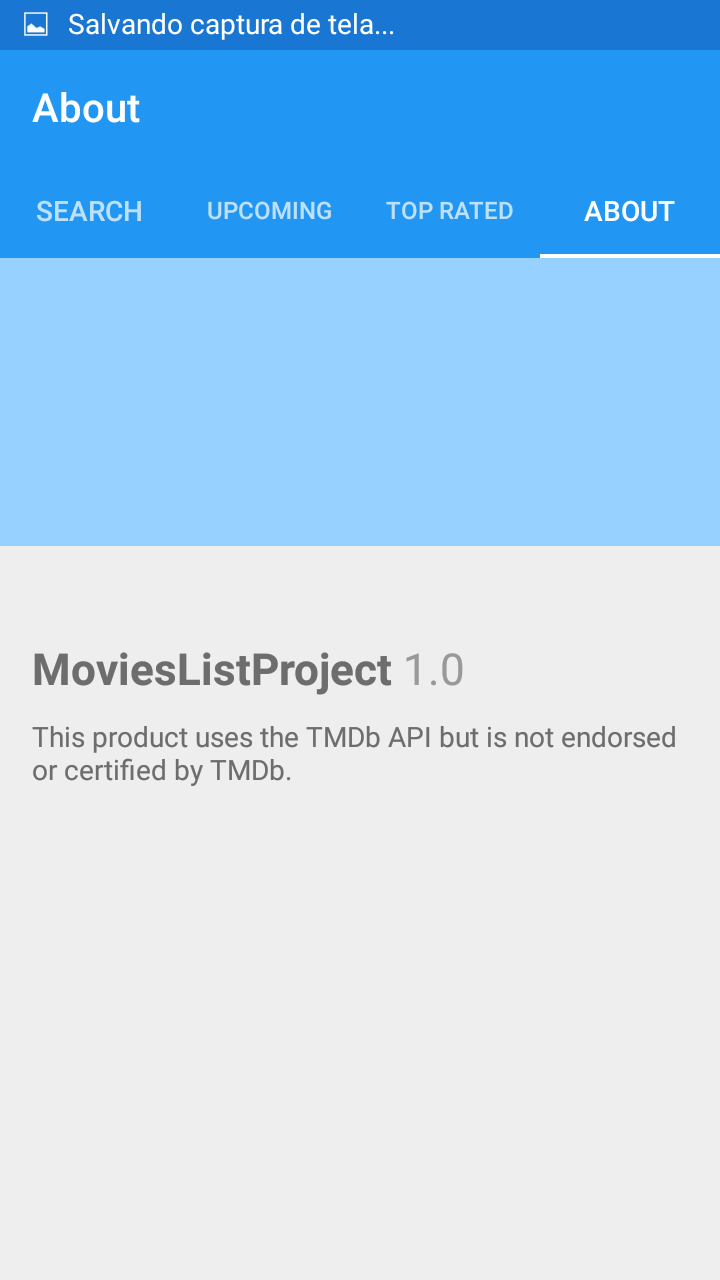 Salvando captura de tela...
About
SEARCH UPCOMING TOP RATED ABOUT
MoviesListProject 1.0
This product uses the TMDb API but is not endorsed
or certified by TMDb.